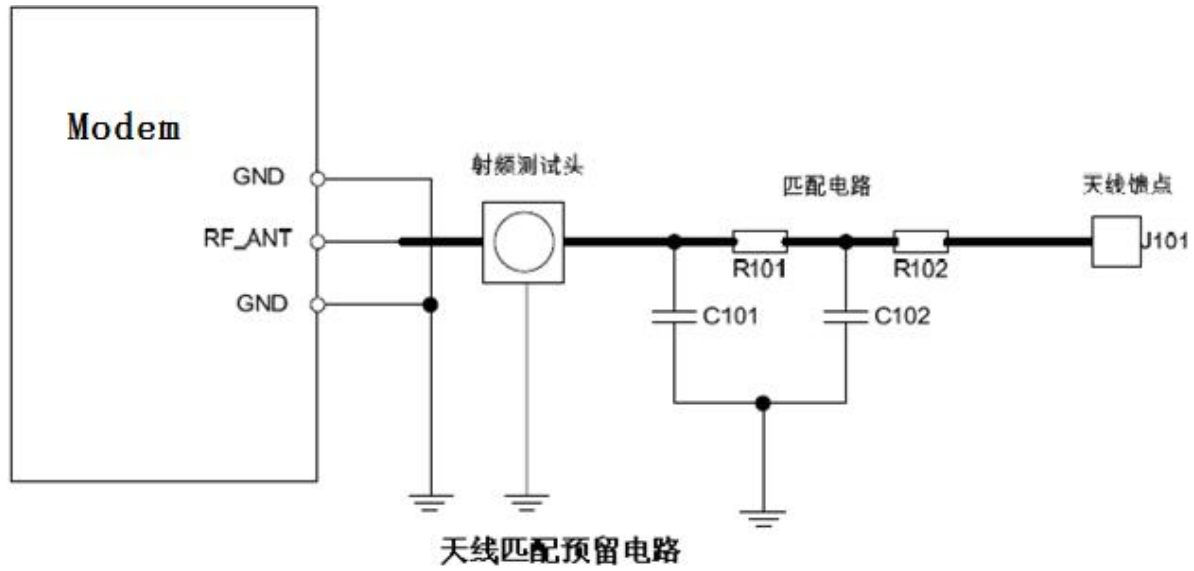 Modem
GND
RF_ANT
GND
射频测试头
匹配电路
天线馈点
R101
R102
J101
C101
C102
天线匹配预留电路